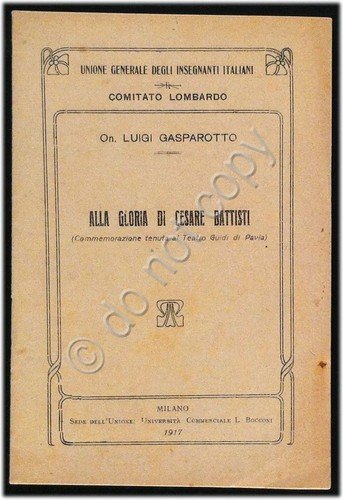 UNIONE GENERALE DEGLI INSEGNANTI ITALIANI
COMITATO LOMBARDO
On. LUIGI GASPAROTTO
ALLA GLORIA DI CESARE BATTISTI
(Commemorazione tenuta al Teatro Guidi di Pavia)
© do not copy
MILANO
SEDE DELL'UNIONE: UNIVERSITÀ COMMERCIALE L. BOCCONI
1917